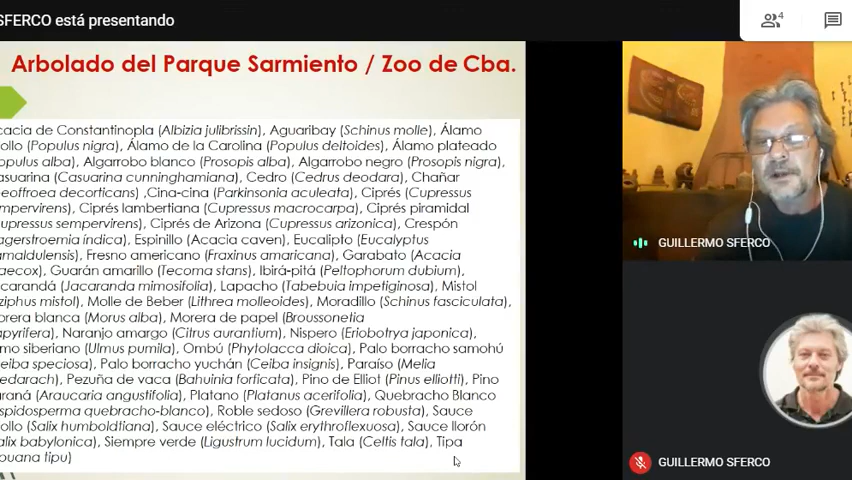 SFERCO está presentando
4
Arbolado del Parque Sarmiento / Zoo de Cba.
cacia de Constantinopla (Albizia julibrissin), Aguaribay (Schinus molle), Álamo
ollo (Populus nigra), Álamo de la Carolina (Populus deltoides), Álamo plateado
opulus alba), Algarrobo blanco (Prosopis alba), Algarrobo negro (Prosopis nigra),
asuarina (Casuarina cunninghamiana), Cedro (Cedrus deodara), Chañar
eoffroea decorticans) ,Cina-cina (Parkinsonia aculeata), Ciprés (Cupressus
mpervirens), Ciprés lambertiana (Cupressus macrocarpa), Ciprés piramidal
upressus sempervirens), Ciprés de Arizona (Cupressus arizonica), Crespón
agerstroemia indica), Espinillo (Acacia caven), Eucalipto (Eucalyptus
amaldulensis), Fresno americano (Fraxinus americana), Garabato (Acacia
aecox), Guarán amarillo (Tecoma stans), Ibirá-pitá (Peltophorum dubium),
carandá (Jacaranda mimosifolia), Lapacho (Tabebuia impetiginosa), Mistol
ziphus mistol), Molle de Beber (Lithrea molleoides), Moradillo (Schinus fasciculata),
orera blanca (Morus alba), Morera de papel (Broussonetia
apyrifera), Naranjo amargo (Citrus aurantium), Níspero (Eriobotrya japonica),
mo siberiano (Ulmus pumila), Ombú (Phytolacca dioica), Palo borracho samohú
eiba speciosa), Palo borracho yuchán (Ceiba insignis), Paraíso (Melia
edarach), Pezuña de vaca (Bahuinia forficata), Pino de Elliot (Pinus elliotti), Pino
araná (Araucaria angustifolia), Platano (Platanus acerifolia), Quebracho Blanco
spidosperma quebracho-blanco), Roble sedoso (Grevillera robusta), Sauce
ollo (Salix humboldtiana), Sauce eléctrico (Salix erythroflexuosa), Sauce llorón
alix babylonica), Siempre verde (Ligustrum lucidum), Tala (Celtis tala), Tipa
puana tipu)
GUILLERMO SFERCO
GUILLERMO SFERCO